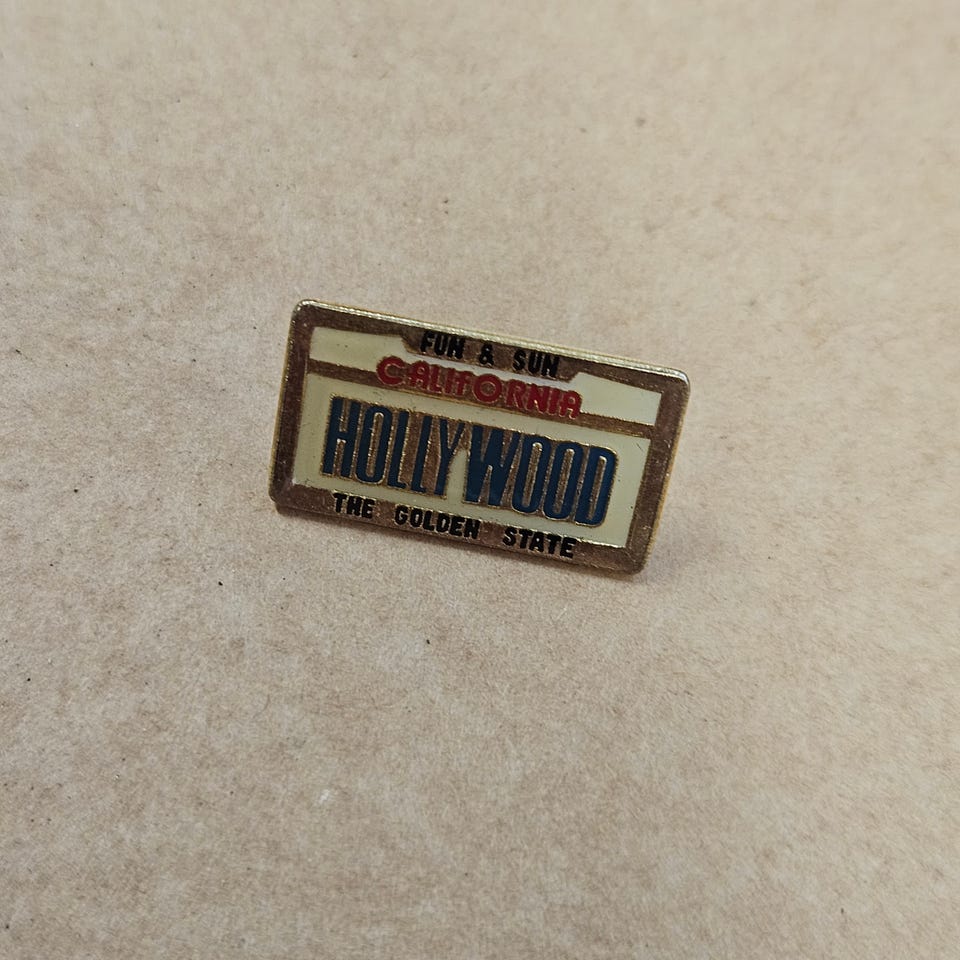 FUN & SUN
CALIFORNIA
HOLLYWOOD
THE GOLDEN STATE